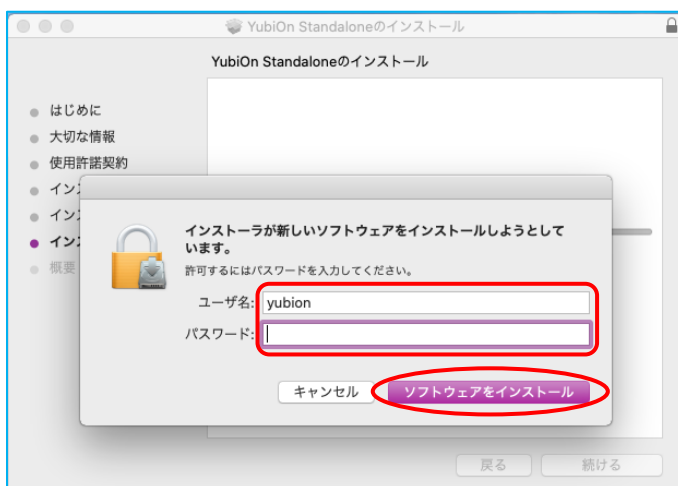 YubiOn Standaloneのインストール
YubiOn Standaloneのインストール
はじめに
大切な情報
使用許諾契約
イン
イン
イン
概要
インストーラが新しいソフトウェアをインストールしようとして
います。
許可するにはパスワードを入力してください。
ユーザ名: yubion
パスワード:
キャンセル ソフトウェアをインストール
戻る 続ける